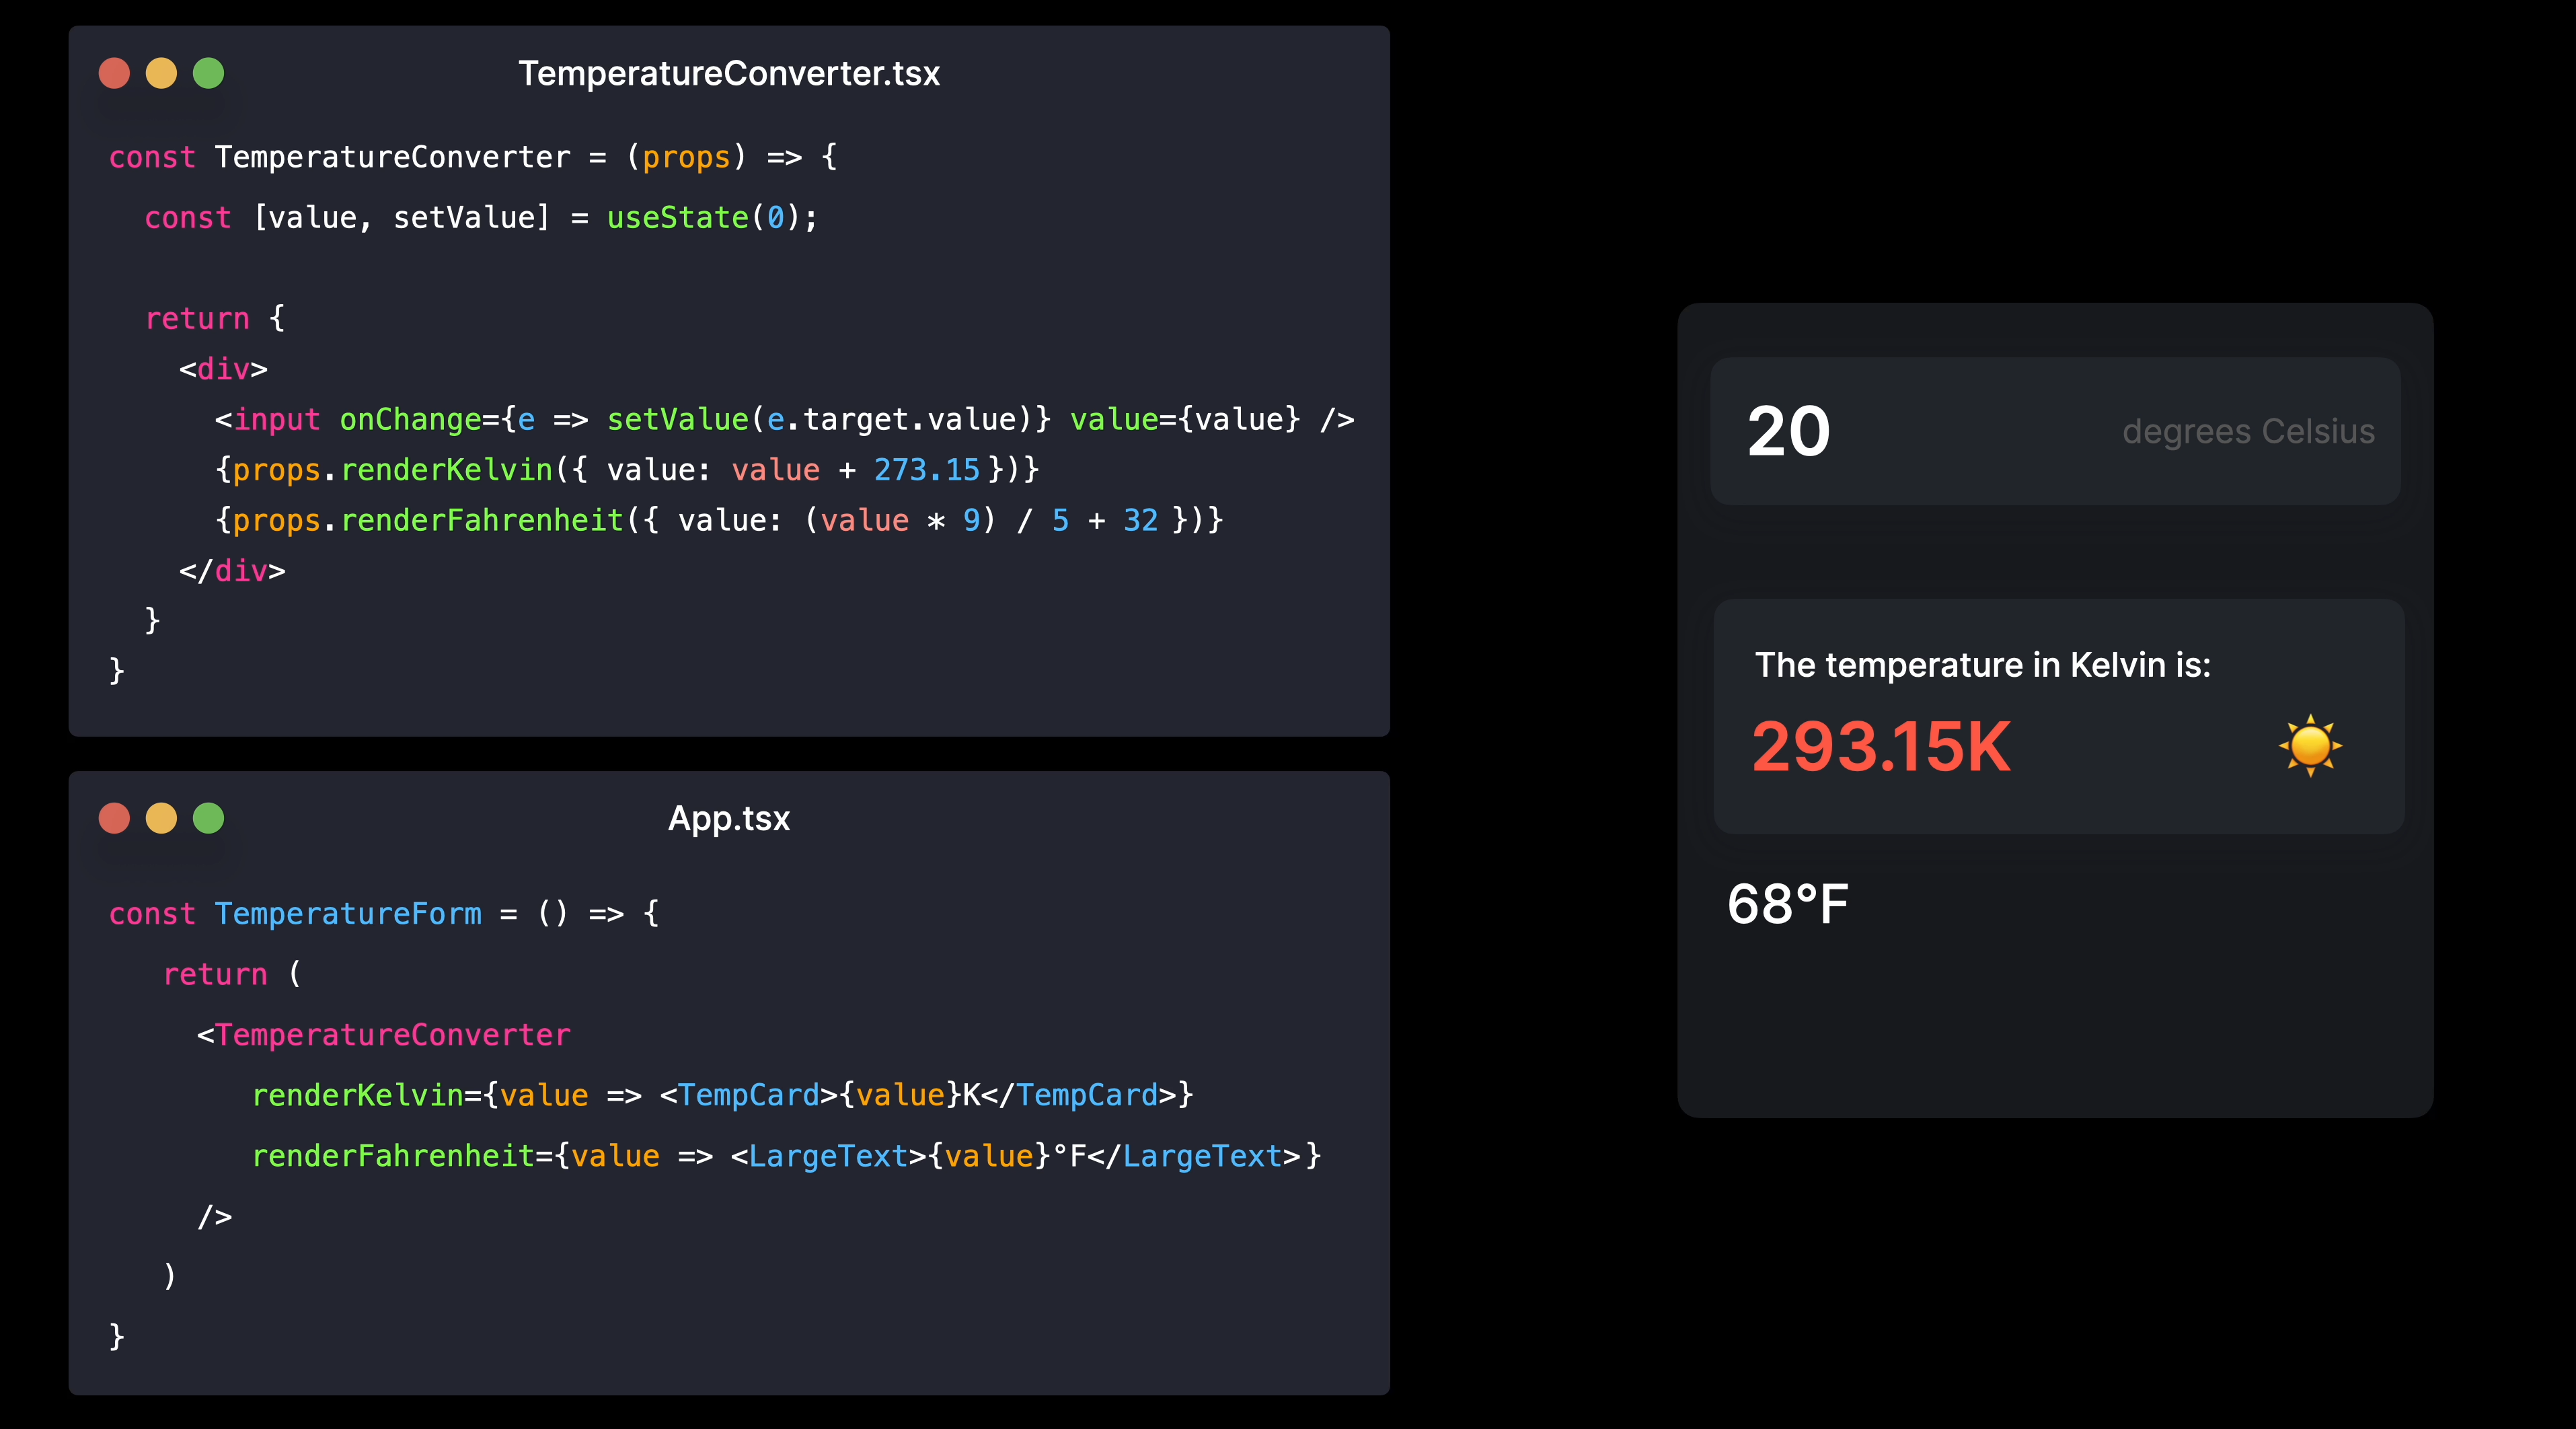 TemperatureConverter.tsx
const TemperatureConverter = (props) => {
  const [value, setValue] = useState(0);
  return {
    <div>
      <input onChange={e => setValue(e.target.value)} value={value} />
      {props.renderKelvin({ value: value + 273.15 })}
      {props.renderFahrenheit({ value: (value * 9) / 5 + 32 })}
    </div>
  }
}
App.tsx
const TemperatureForm = () => {
   return (
     <TemperatureConverter
        renderKelvin={value => <TempCard>{value}K</TempCard>}
        renderFahrenheit={value => <LargeText>{value}°F</LargeText>}
     />
   )
}
20 degrees Celsius
The temperature in Kelvin is:
293.15K
68°F